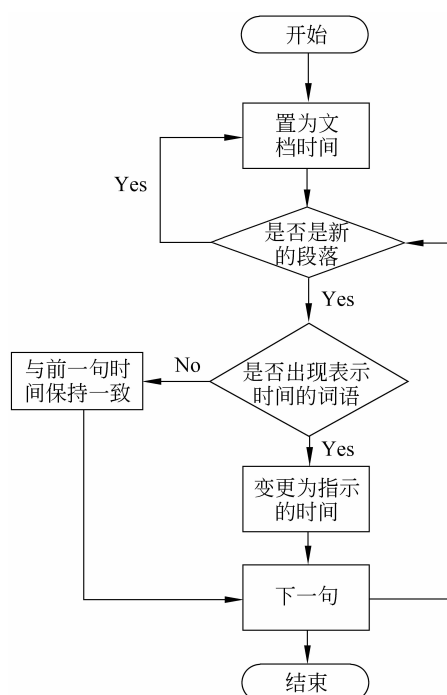 开始
置为文
档时间
Yes
是否是新
的段落
Yes
与前一句时
间保持一致
No
是否出现表示
时间的词语
Yes
变更为指示
的时间
下一句
结束